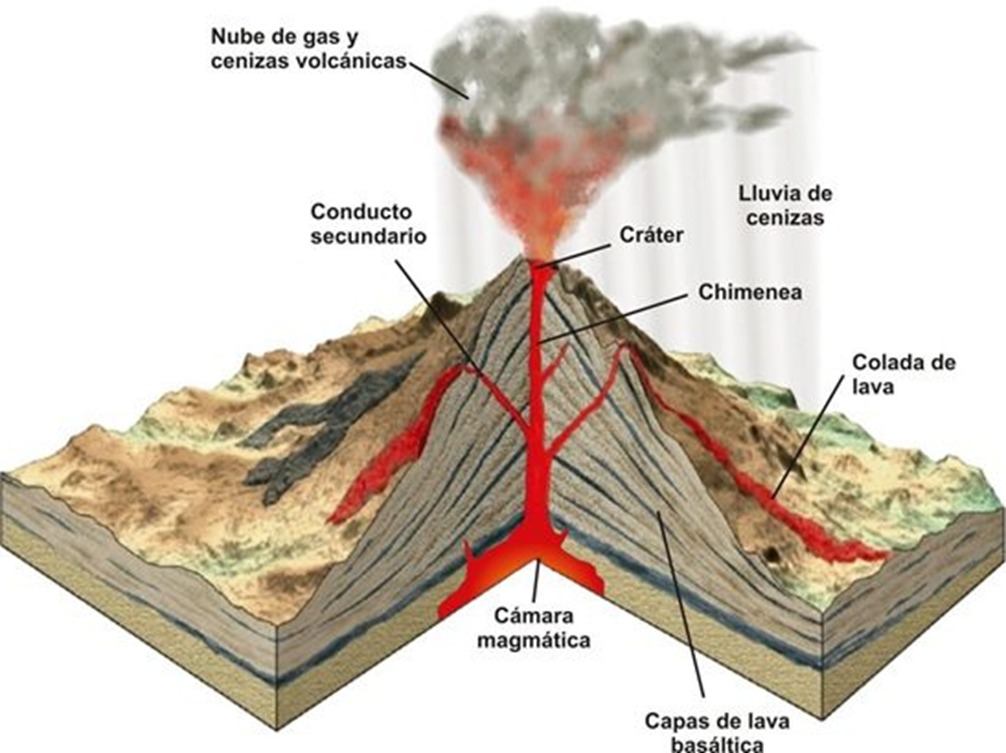 Nube de gas y
cenizas volcánicas
Lluvia de
cenizas
Conducto
secundario
Cráter
Chimenea
Colada de
lava
Cámara
magmática
Capas de lava
basáltica